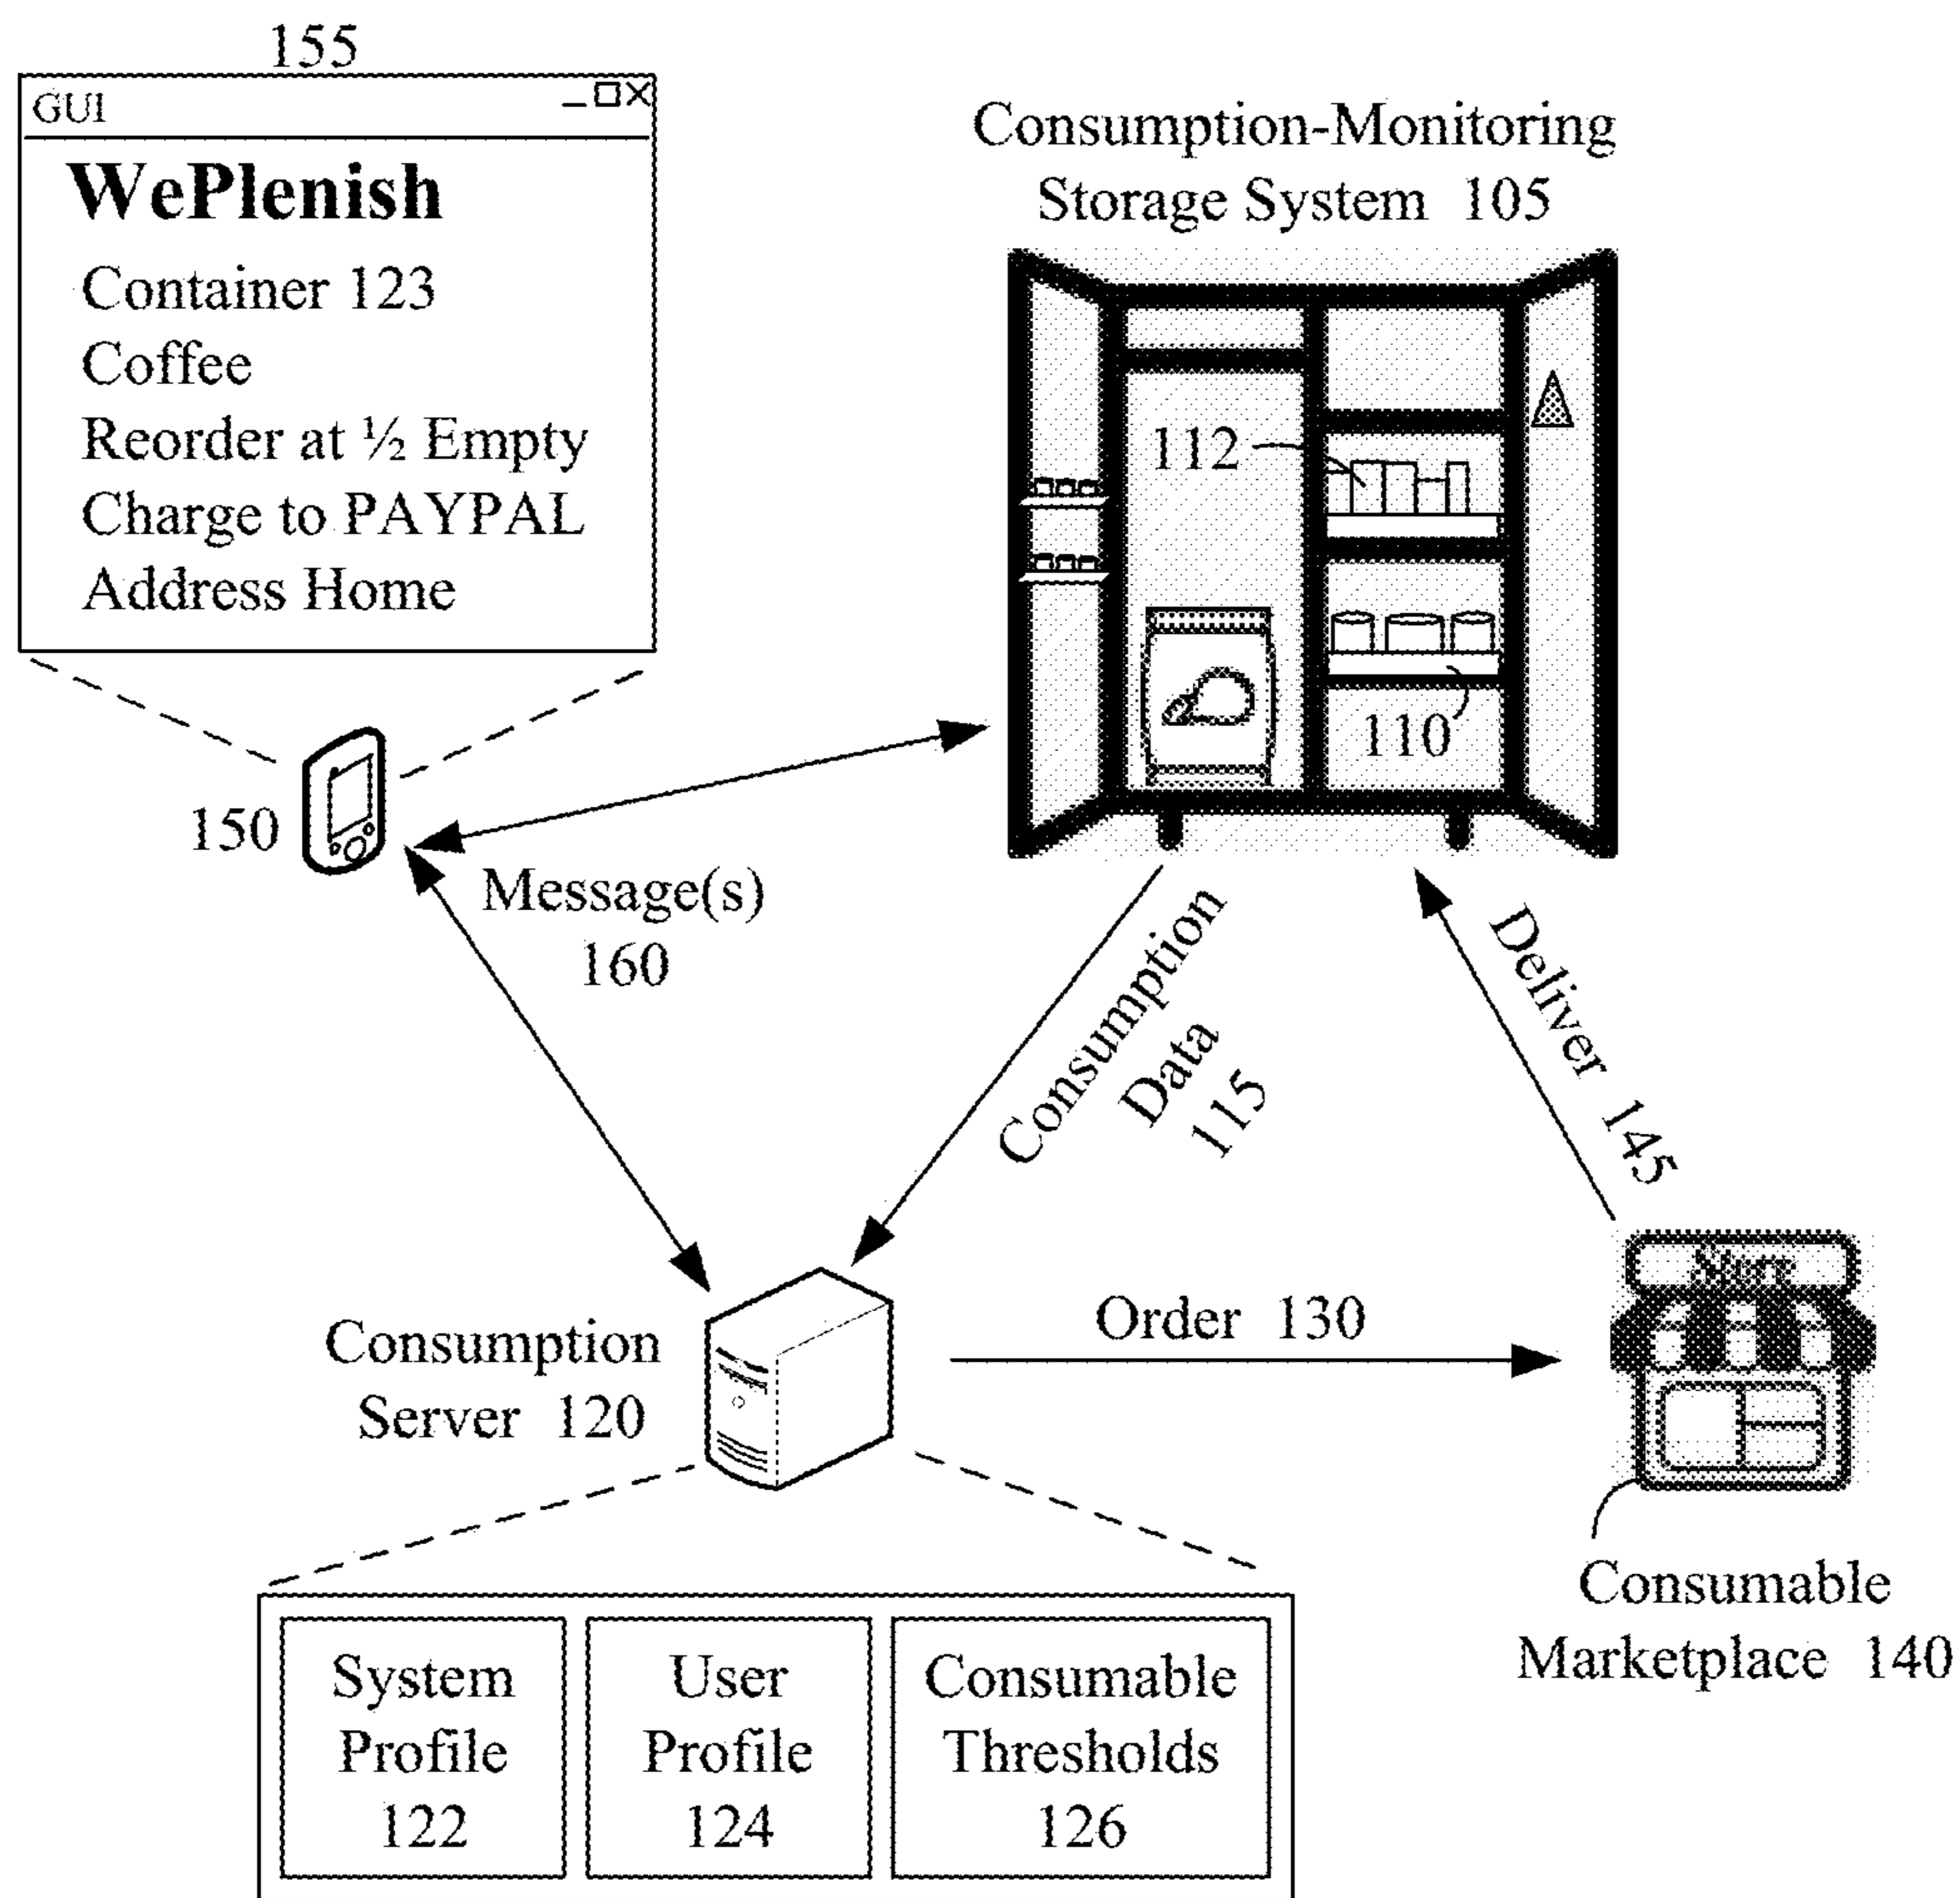 155
GUI
WePlenish
Container 123
Coffee
Reorder at ½ Empty
Charge to PAYPAL
Address Home
Consumption-Monitoring
Storage System 105
112
110
150
Message(s)
160
Consumption
Data
115
Deliver 145
Consumption
Server 120
Order 130
Store
Consumable
Marketplace 140
System
Profile
122
User
Profile
124
Consumable
Thresholds
126